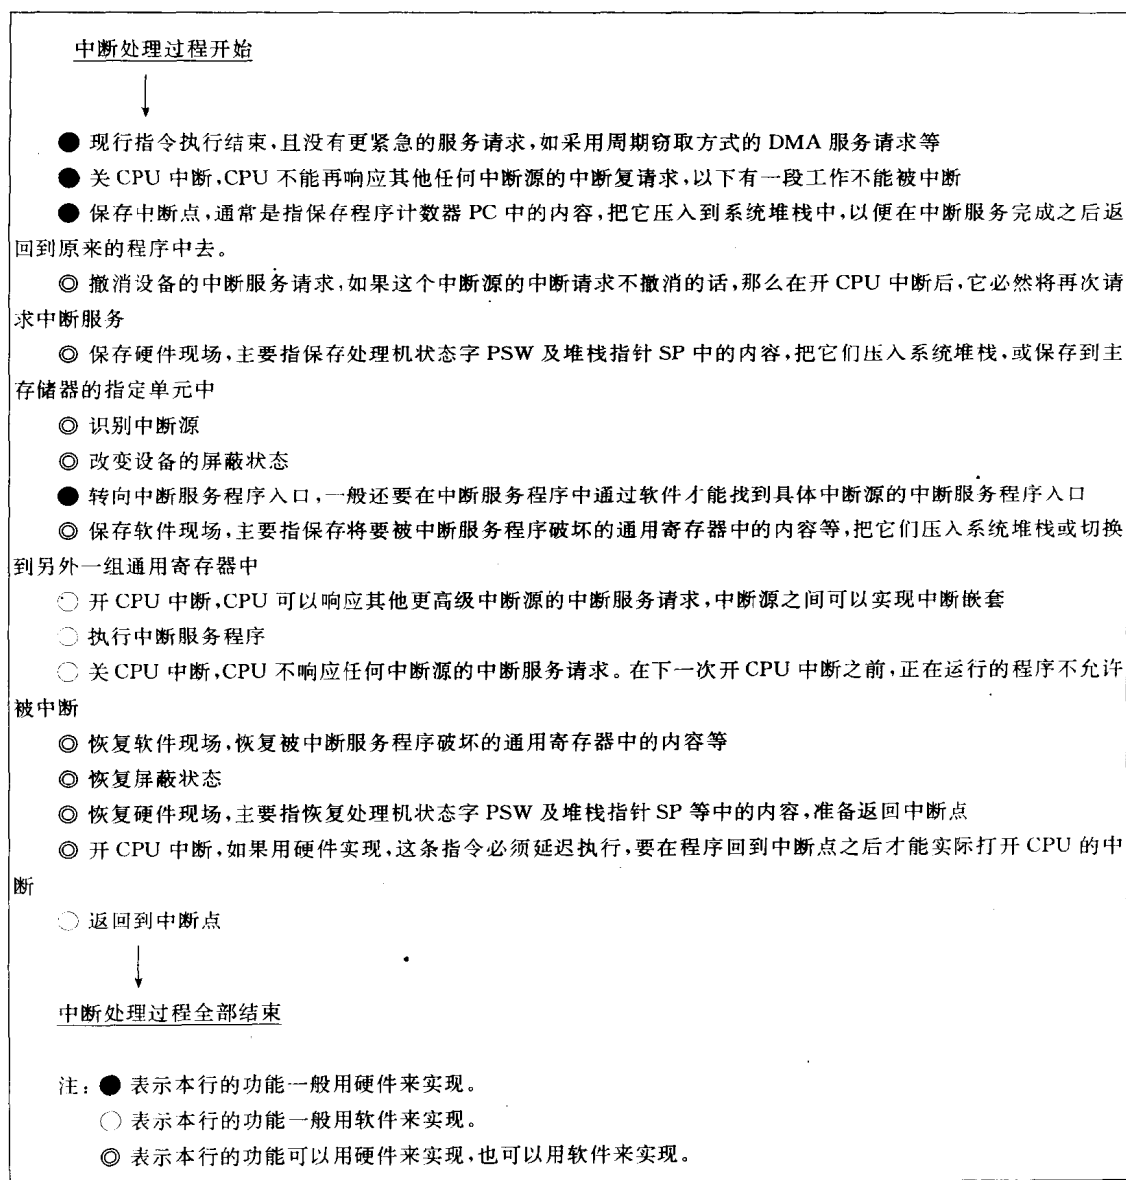 中断处理过程开始
● 现行指令执行结束,且没有更紧急的服务请求,如采用周期窃取方式的 DMA 服务请求等
● 关 CPU 中断,CPU 不能再响应其他任何中断源的中断复请求,以下有一段工作不能被中断
● 保存中断点,通常是指保存程序计数器 PC 中的内容,把它压入到系统堆栈中,以便在中断服务完成之后返
回到原来的程序中去。
◎ 撤消设备的中断服务请求,如果这个中断源的中断请求不撤消的话,那么在开 CPU 中断后,它必然将再次请
求中断服务
◎ 保存硬件现场,主要指保存处理机状态字 PSW 及堆栈指针 SP 中的内容,把它们压入系统堆栈,或保存到主
存储器的指定单元中
◎ 识别中断源
◎ 改变设备的屏蔽状态
● 转向中断服务程序入口,一般还要在中断服务程序中通过软件才能找到具体中断源的中断服务程序入口
◎ 保存软件现场,主要指保存将要被中断服务程序破坏的通用寄存器中的内容等,把它们压入系统堆栈或切换
到另外一组通用寄存器中
○ 开 CPU 中断,CPU 可以响应其他更高级中断源的中断服务请求,中断源之间可以实现中断嵌套
○ 执行中断服务程序
○ 关 CPU 中断,CPU 不响应任何中断源的中断服务请求。在下一次开 CPU 中断之前,正在运行的程序不允许
被中断
◎ 恢复软件现场,恢复被中断服务程序破坏的通用寄存器中的内容等
◎ 恢复屏蔽状态
◎ 恢复硬件现场,主要指恢复处理机状态字 PSW 及堆栈指针 SP 等中的内容,准备返回中断点
◎ 开 CPU 中断,如果用硬件实现,这条指令必须延迟执行,要在程序回到中断点之后才能实际打开 CPU 的中
断
○ 返回到中断点
中断处理过程全部结束
注:● 表示本行的功能一般用硬件来实现。
○ 表示本行的功能一般用软件来实现。
◎ 表示本行的功能可以用硬件来实现,也可以用软件来实现。